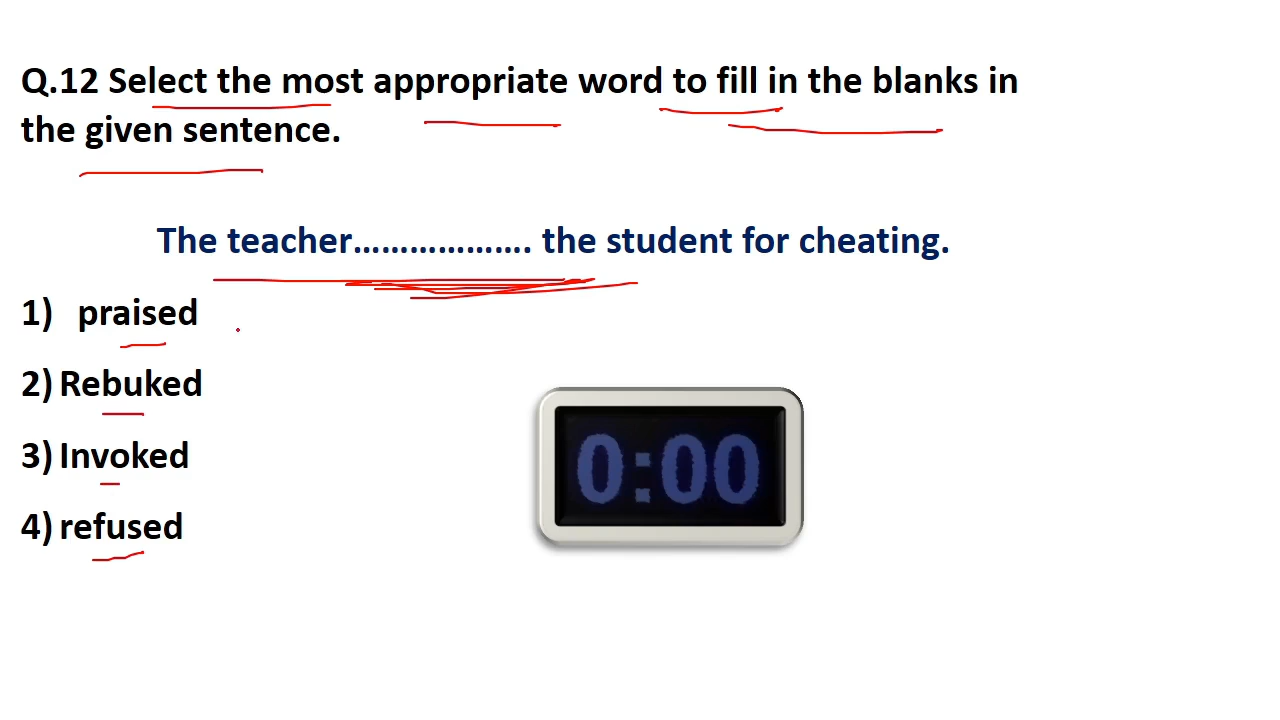 Q.12 Select the most appropriate word to fill in the blanks in
the given sentence.
The teacher………………. the student for cheating.
1) praised
2) Rebuked
3) Invoked
4) refused
0:00